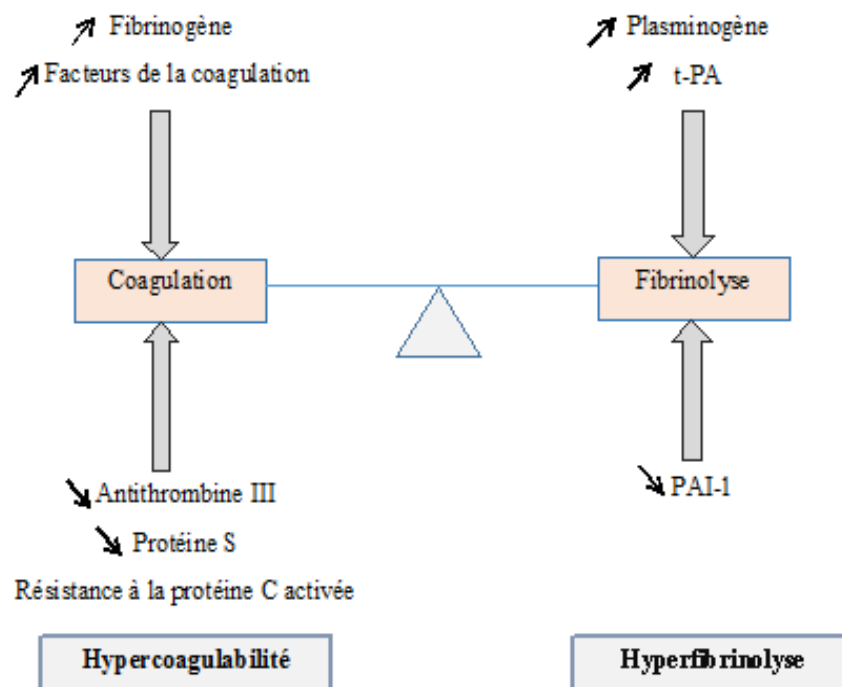 Fibrinogène
Facteurs de la coagulation
Plasminogène
t-PA
Coagulation
Fibrinolyse
Antithrombine III
Protéine S
Résistance à la protéine C activée
PAI-1
Hypercoagulabilité
Hyperfibrinolyse